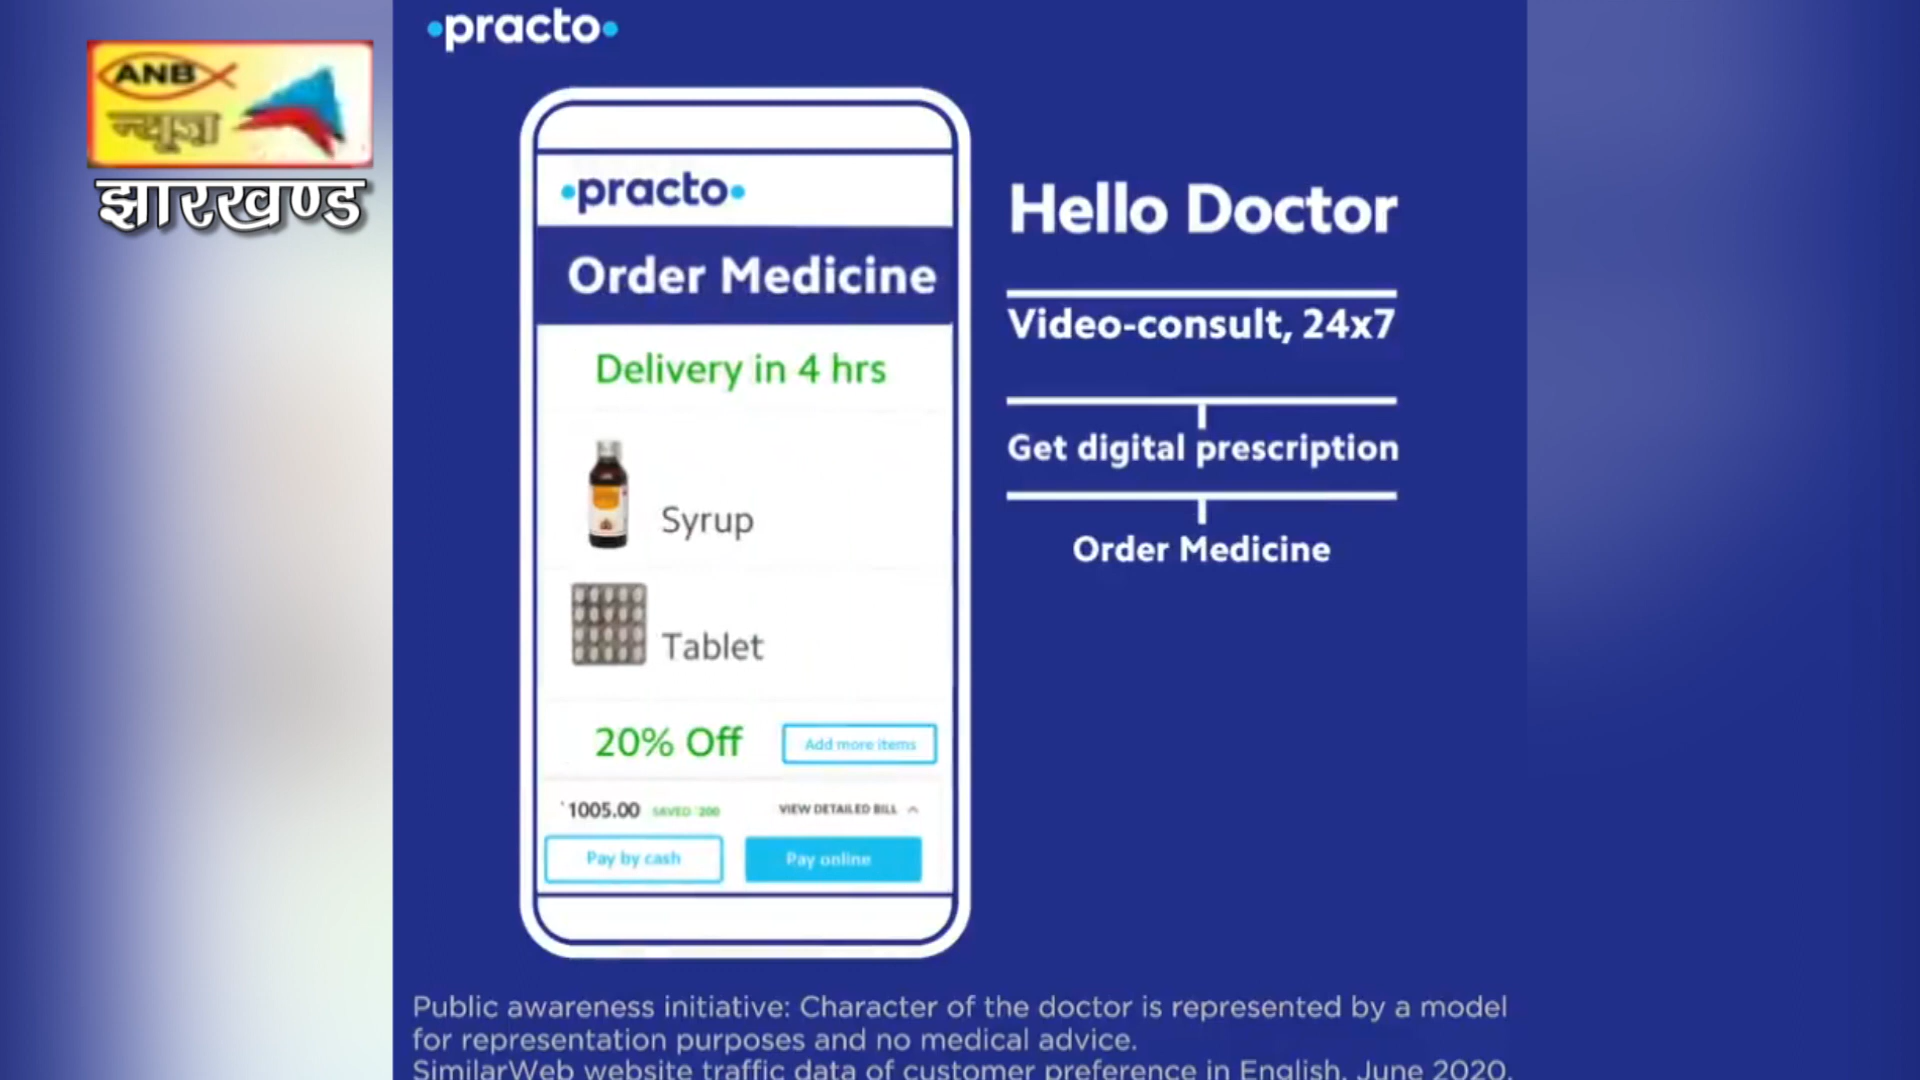 practo
ANB
न्यूज़
झारखण्ड
practo
Order Medicine
Delivery in 4 hrs
Syrup
Tablet
20% Off
Add more items
1005.00 SAVED 200
VIEW DETAILED BILL
Pay by cash
Pay online
Hello Doctor
Video-consult, 24x7
Get digital prescription
Order Medicine
Public awareness initiative: Character of the doctor is represented by a model
for representation purposes and no medical advice.
SimilarWeb website traffic data of customer preference in English, June 2020.